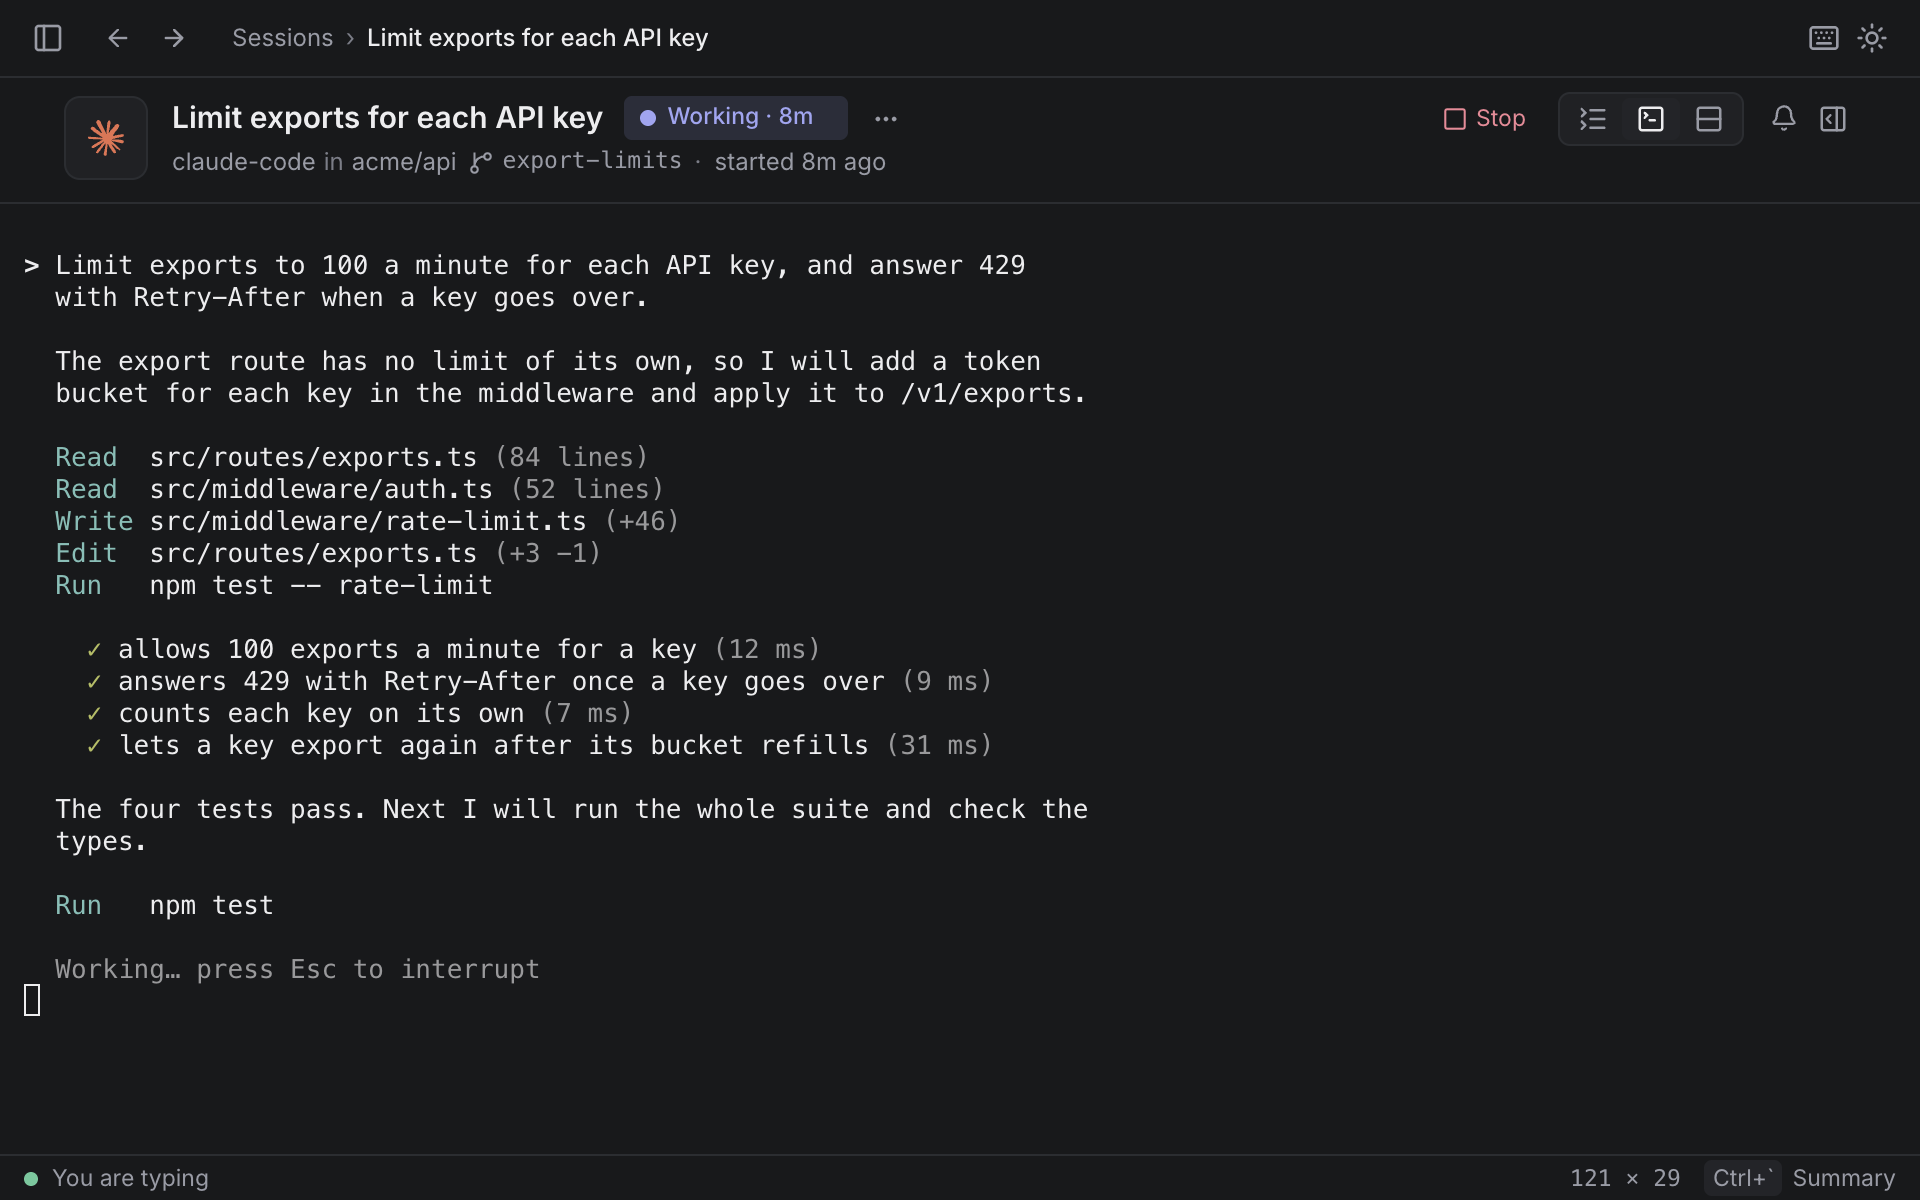 Sessions › Limit exports for each API key
Limit exports for each API key
Working · 8m
Stop
claude-code in acme/api export-limits · started 8m ago
> Limit exports to 100 a minute for each API key, and answer 429
with Retry-After when a key goes over.
The export route has no limit of its own, so I will add a token
bucket for each key in the middleware and apply it to /v1/exports.
Read src/routes/exports.ts (84 lines)
Read src/middleware/auth.ts (52 lines)
Write src/middleware/rate-limit.ts (+46)
Edit src/routes/exports.ts (+3 -1)
Run npm test -- rate-limit
✓ allows 100 exports a minute for a key (12 ms)
✓ answers 429 with Retry-After once a key goes over (9 ms)
✓ counts each key on its own (7 ms)
✓ lets a key export again after its bucket refills (31 ms)
The four tests pass. Next I will run the whole suite and check the
types.
Run npm test
Working… press Esc to interrupt
You are typing
121 × 29 Ctrl+` Summary